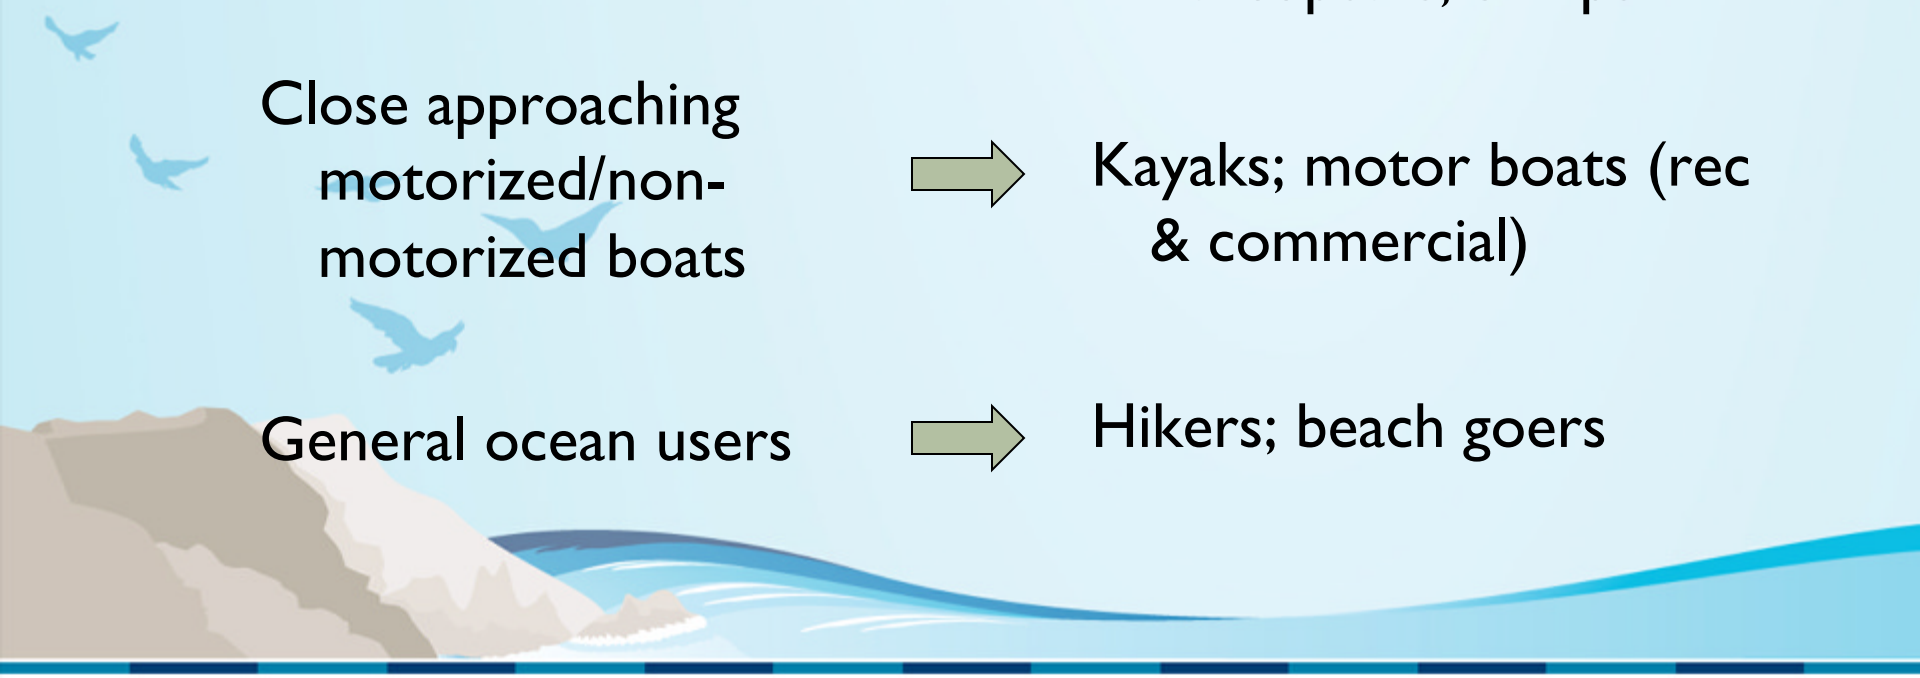 Close approaching
motorized/non-
motorized boats
Kayaks; motor boats (rec
& commercial)
General ocean users
Hikers; beach goers